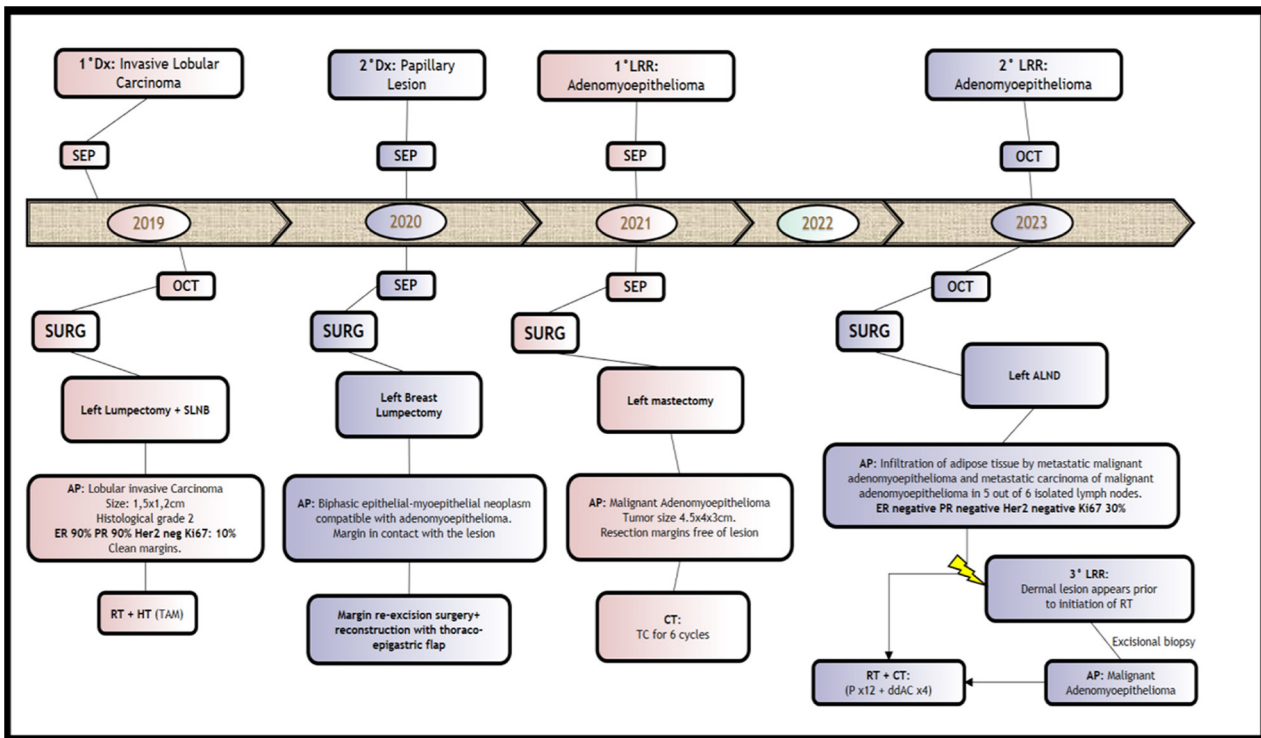 1°Dx: Invasive Lobular
Carcinoma
2°Dx: Papillary
Lesion
1°LRR:
Adenomyoepithelioma
2° LRR:
Adenomyoepithelioma
SEP
SEP
SEP
OCT
2019
2020
2021
2022
2023
OCT
SEP
SEP
OCT
SURG
SURG
SURG
SURG
Left Lumpectomy + SLNB
Left Breast
Lumpectomy
Left mastectomy
Left ALND
AP: Lobular invasive Carcinoma
Size: 1,5x1,2cm
Histological grade 2
ER 90% PR 90% Her2 neg Ki67: 10%
Clean margins.
AP: Biphasic epithelial-myoepithelial neoplasm
compatible with adenomyoepithelioma.
Margin in contact with the lesion
AP: Malignant Adenomyoepithelioma
Tumor size 4.5x4x3cm.
Resection margins free of lesion
AP: Infiltration of adipose tissue by metastatic malignant
adenomyoepithelioma and metastatic carcinoma of malignant
adenomyoepithelioma in 5 out of 6 isolated lymph nodes.
ER negative PR negative Her2 negative Ki67 30%
RT + HT (TAM)
Margin re-excision surgery+
reconstruction with thoraco-
epigastric flap
CT:
TC for 6 cycles
3° LRR:
Dermal lesion appears prior
to initiation of RT
Excisional biopsy
RT + CT:
(P x12 + ddAC x4)
AP: Malignant
Adenomyoepithelioma